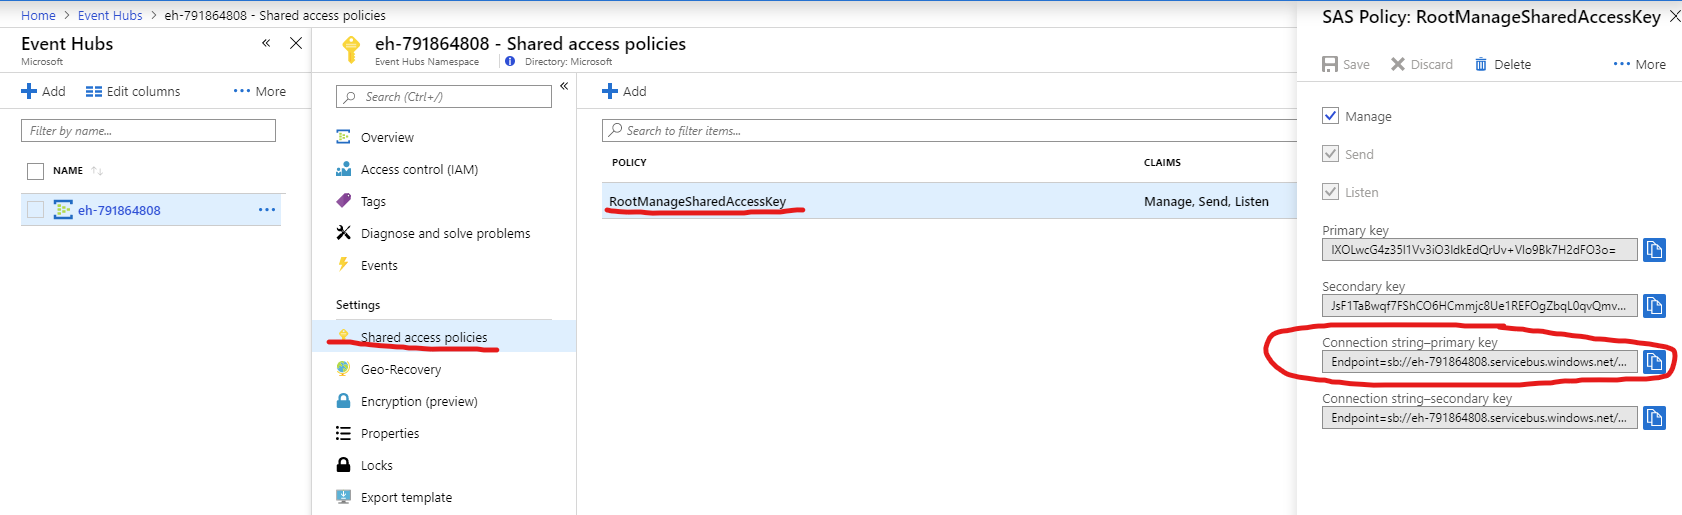 Home > Event Hubs > eh-791864808 - Shared access policies
Event Hubs
Microsoft
Add Edit columns More
Filter by name...
NAME
eh-791864808
eh-791864808 - Shared access policies
Event Hubs Namespace
Directory: Microsoft
Search (Ctrl+/)
Overview
Access control (IAM)
Tags
Diagnose and solve problems
Events
Settings
Shared access policies
Geo-Recovery
Encryption (preview)
Properties
Locks
Export template
Add
Search to filter items...
POLICY CLAIMS
RootManageSharedAccessKey Manage, Send, Listen
SAS Policy: RootManageSharedAccessKey
Save Discard Delete More
Manage
Send
Listen
Primary key
Secondary key
JsF1TaBwqf7FShCO6HCmmjc8Ue1REFOgZbqL0qvQmv...
Connection string–primary key
Endpoint=sb://eh-791864808.servicebus.windows.net/...
Connection string–secondary key
Endpoint=sb://eh-791864808.servicebus.windows.net/...